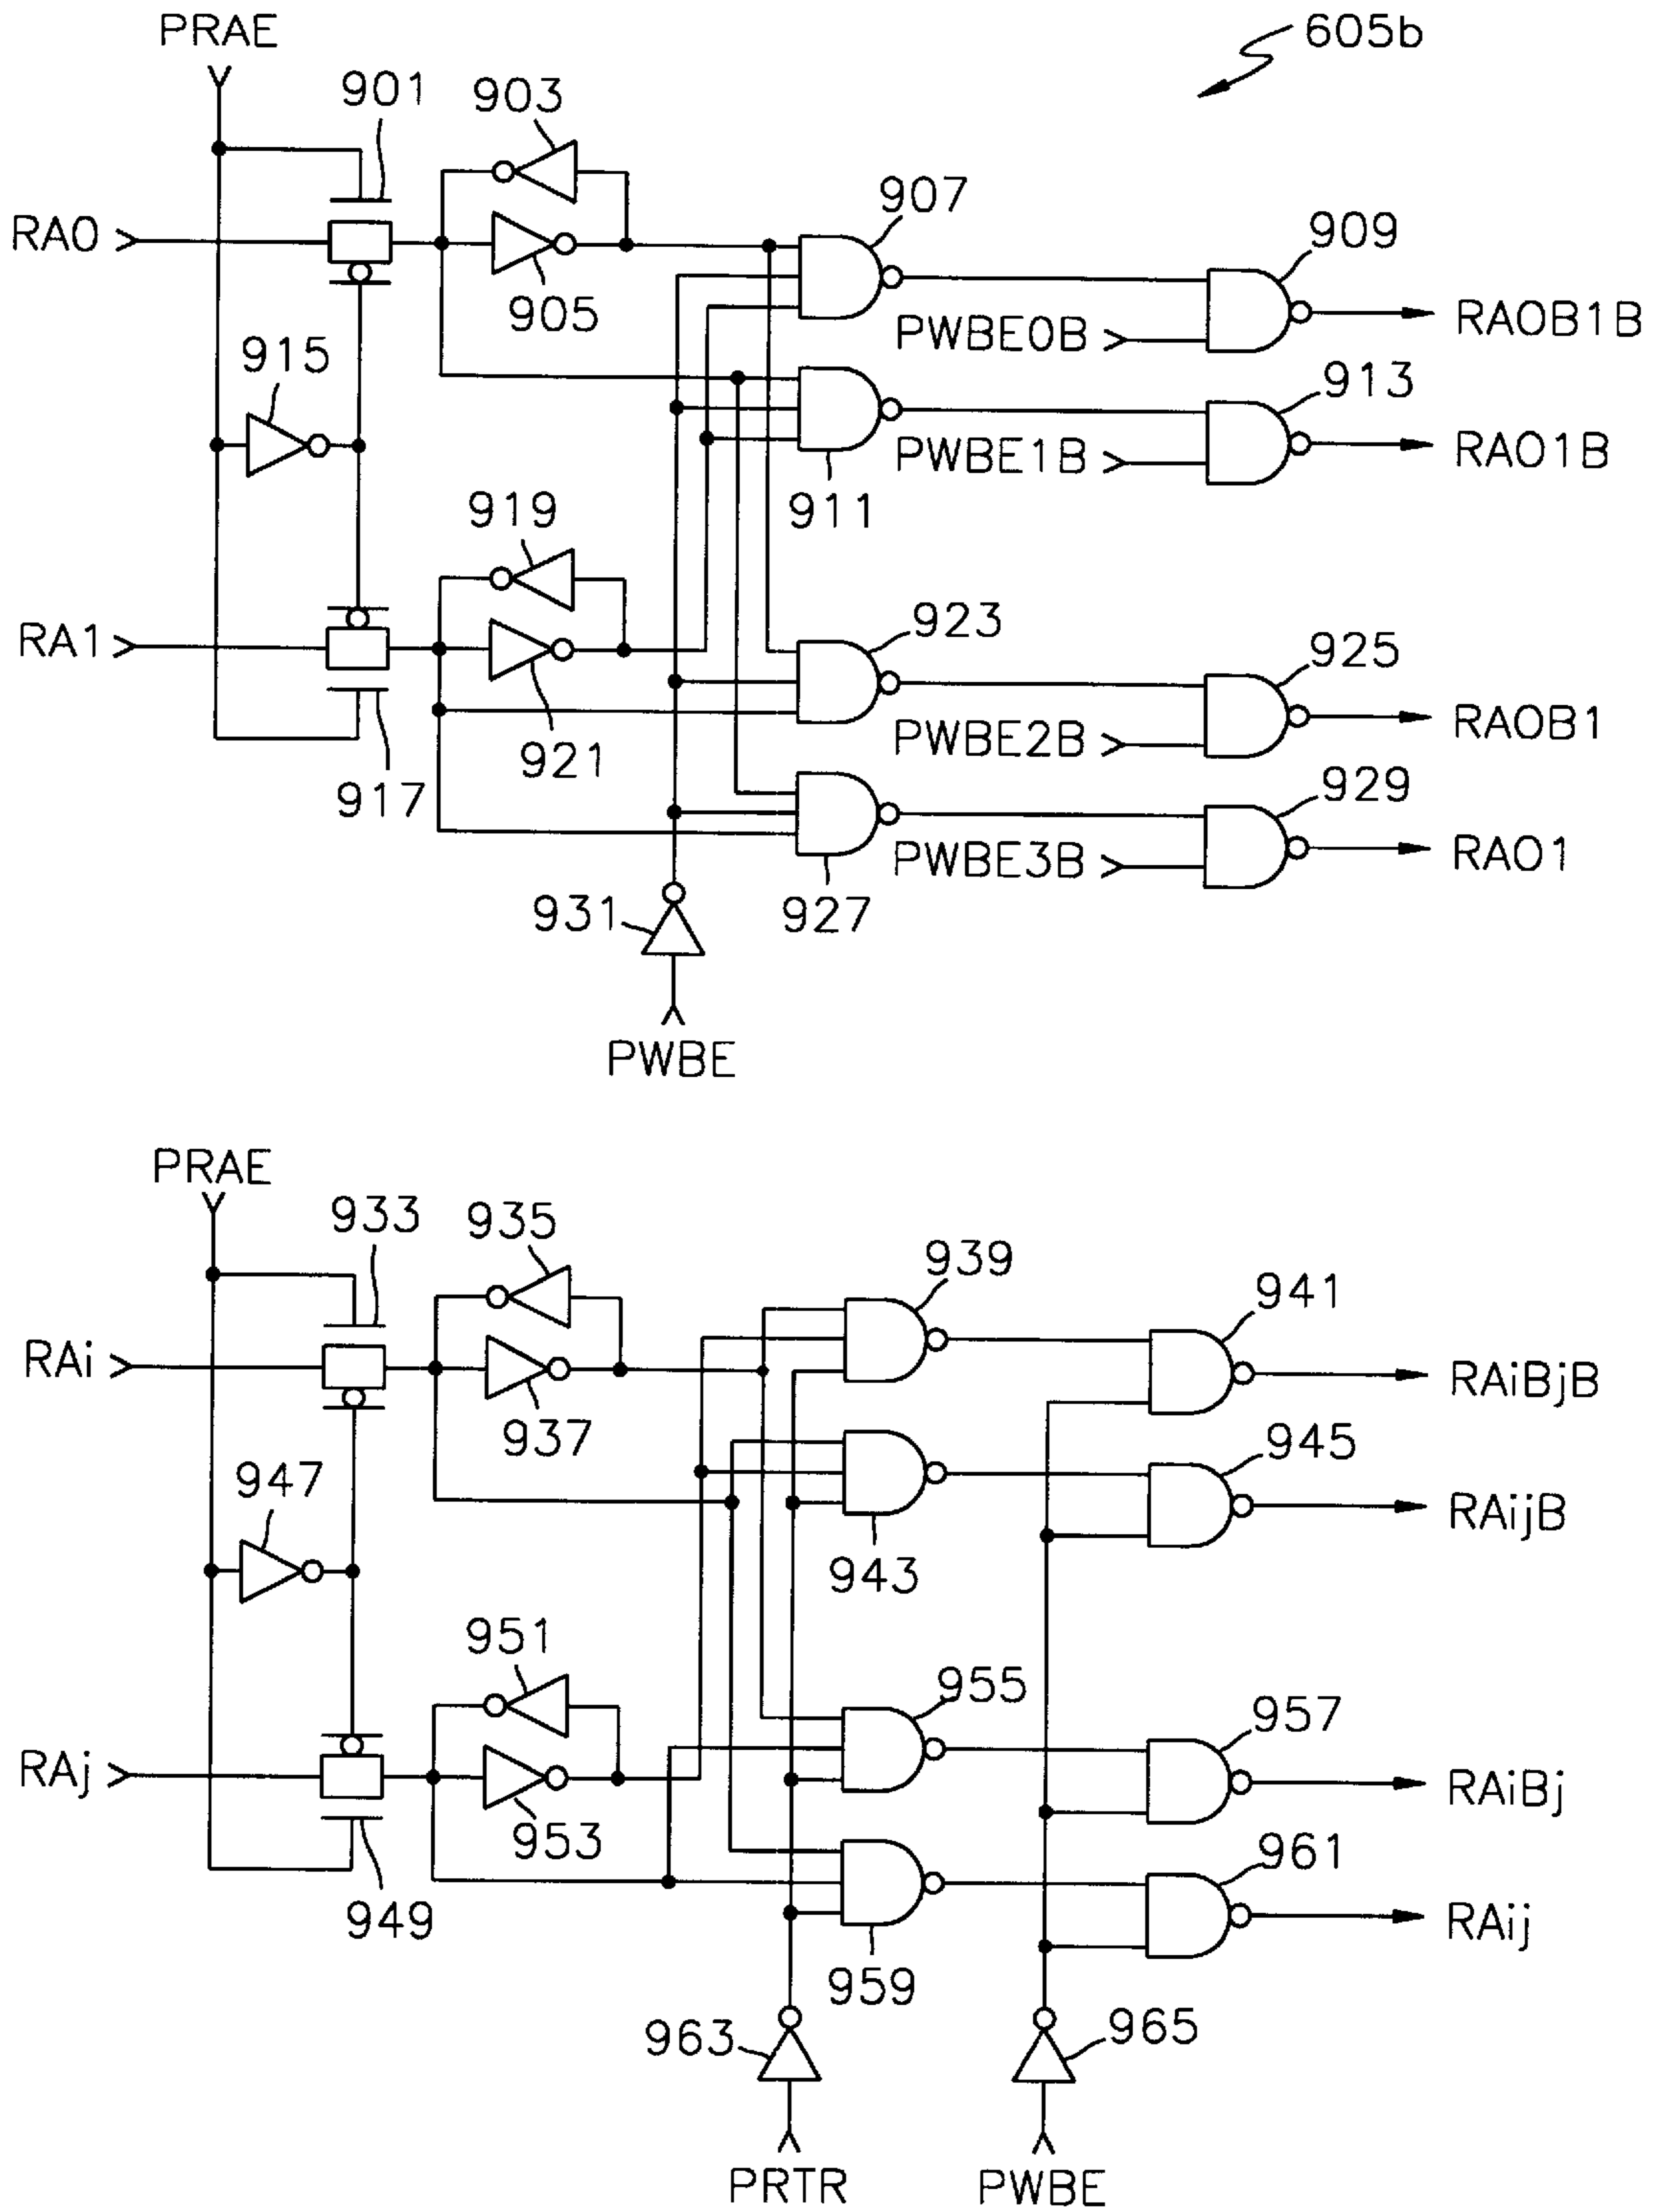 PRAE
605b
901
903
RA0
907
909
905
PWBE0B
RA0B1B
915
913
PWBE1B
RA01B
911
919
RA1
923
925
PWBE2B
RA0B1
921
917
929
PWBE3B
RA01
931
927
PWBE
PRAE
933
935
939
941
RAi
RAiBjB
937
945
947
RAijB
943
951
955
957
RAj
RAiBj
953
961
949
RAij
959
963
965
PRTR
PWBE